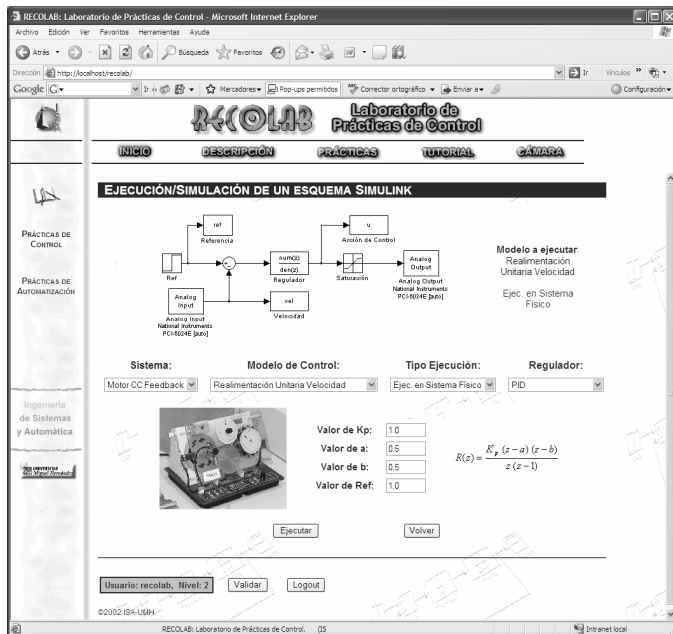 RECOLAB: Laboratorio de Prácticas de Control - Microsoft Internet Explorer
Archivo Edición Ver Favoritos Herramientas Ayuda
Atrás Búsqueda Favoritos
Dirección http://localhost/recolab/ Ir Vínculos
Google Ir Marcadores Pop-ups permitidos Corrector ortográfico Enviar a Configuración
RECOLAB Laboratorio de
Prácticas de Control
INICIO DESCRIPCIÓN PRÁCTICAS TUTORIAL CÁMARA
EJECUCIÓN/SIMULACIÓN DE UN ESQUEMA SIMULINK
PRÁCTICAS DE
CONTROL
PRÁCTICAS DE
AUTOMATIZACIÓN
Ingeniería
de Sistemas
y Automática
UNIVERSITAS
Miguel Hernández
ref
Referencia
u
Acción de Control
Ref
num(z)
den(z)
Regulador
Saturación
Analog
Output
Analog Output
National Instruments
PCI-6024E [auto]
Analog
Input
Analog Input
National Instruments
PCI-6024E [auto]
vel
Velocidad
Modelo a ejecutar:
Realimentación
Unitaria Velocidad
Ejec. en Sistema
Físico
Sistema: Modelo de Control: Tipo Ejecución: Regulador:
Motor CC Feedback Realimentación Unitaria Velocidad Ejec. en Sistema Físico PID
Valor de Kp: 1.0
Valor de a: 0.5
Valor de b: 0.5
Valor de Ref: 1.0
R(z) = K_p (z-a) (z-b) / z (z-1)
Ejecutar Volver
Usuario: recolab, Nivel: 2 Validar Logout
©2002 ISA-UMH
RECOLAB: Laboratorio de Prácticas de Control. (IS Intranet local